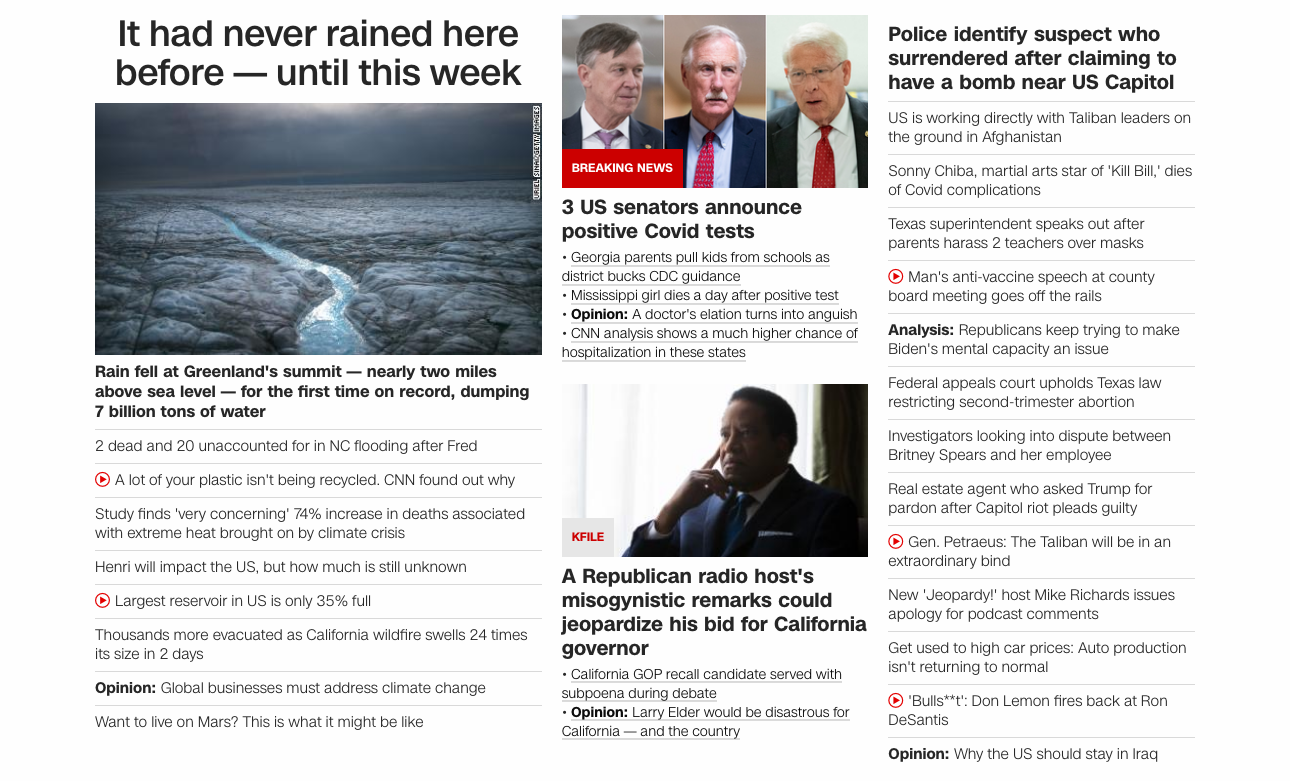 It had never rained here
before — until this week
URIEL SINAI/GETTY IMAGES
Rain fell at Greenland's summit — nearly two miles
above sea level — for the first time on record, dumping
7 billion tons of water
2 dead and 20 unaccounted for in NC flooding after Fred
A lot of your plastic isn't being recycled. CNN found out why
Study finds 'very concerning' 74% increase in deaths associated
with extreme heat brought on by climate crisis
Henri will impact the US, but how much is still unknown
Largest reservoir in US is only 35% full
Thousands more evacuated as California wildfire swells 24 times
its size in 2 days
Opinion: Global businesses must address climate change
Want to live on Mars? This is what it might be like
BREAKING NEWS
3 US senators announce
positive Covid tests
• Georgia parents pull kids from schools as
district bucks CDC guidance
• Mississippi girl dies a day after positive test
• Opinion: A doctor's elation turns into anguish
• CNN analysis shows a much higher chance of
hospitalization in these states
KFILE
A Republican radio host's
misogynistic remarks could
jeopardize his bid for California
governor
• California GOP recall candidate served with
subpoena during debate
• Opinion: Larry Elder would be disastrous for
California — and the country
Police identify suspect who
surrendered after claiming to
have a bomb near US Capitol
US is working directly with Taliban leaders on
the ground in Afghanistan
Sonny Chiba, martial arts star of 'Kill Bill,' dies
of Covid complications
Texas superintendent speaks out after
parents harass 2 teachers over masks
Man's anti-vaccine speech at county
board meeting goes off the rails
Analysis: Republicans keep trying to make
Biden's mental capacity an issue
Federal appeals court upholds Texas law
restricting second-trimester abortion
Investigators looking into dispute between
Britney Spears and her employee
Real estate agent who asked Trump for
pardon after Capitol riot pleads guilty
Gen. Petraeus: The Taliban will be in an
extraordinary bind
New 'Jeopardy!' host Mike Richards issues
apology for podcast comments
Get used to high car prices: Auto production
isn't returning to normal
'Bulls**t': Don Lemon fires back at Ron
DeSantis
Opinion: Why the US should stay in Iraq